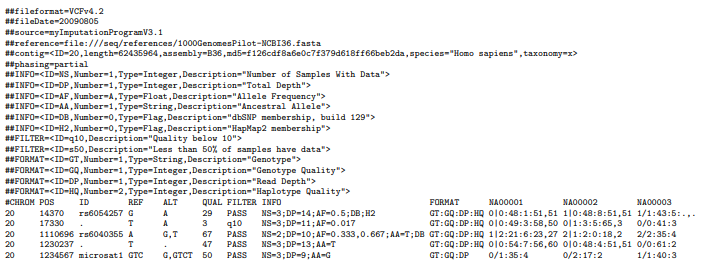 ##fileformat=VCFv4.2
##fileDate=20090805
##source=myImputationProgramV3.1
##reference=file:///seq/references/1000GenomesPilot-NCBI36.fasta
##contig=<ID=20,length=62435964,assembly=B36,md5=f126cdf8a6e0c7f379d618ff66beb2da,species="Homo sapiens",taxonomy=x>
##phasing=partial
##INFO=<ID=NS,Number=1,Type=Integer,Description="Number of Samples With Data">
##INFO=<ID=DP,Number=1,Type=Integer,Description="Total Depth">
##INFO=<ID=AF,Number=A,Type=Float,Description="Allele Frequency">
##INFO=<ID=AA,Number=1,Type=String,Description="Ancestral Allele">
##INFO=<ID=DB,Number=0,Type=Flag,Description="dbSNP membership, build 129">
##INFO=<ID=H2,Number=0,Type=Flag,Description="HapMap2 membership">
##FILTER=<ID=q10,Description="Quality below 10">
##FILTER=<ID=s50,Description="Less than 50% of samples have data">
##FORMAT=<ID=GT,Number=1,Type=String,Description="Genotype">
##FORMAT=<ID=GQ,Number=1,Type=Integer,Description="Genotype Quality">
##FORMAT=<ID=DP,Number=1,Type=Integer,Description="Read Depth">
##FORMAT=<ID=HQ,Number=2,Type=Integer,Description="Haplotype Quality">
#CHROM POS ID REF ALT QUAL FILTER INFO FORMAT NA00001 NA00002 NA00003
20 14370 rs6054257 G A 29 PASS NS=3;DP=14;AF=0.5;DB;H2 GT:GQ:DP:HQ 0|0:48:1:51,51 1|0:48:8:51,51 1/1:43:5:.,.
20 17330 . T A 3 q10 NS=3;DP=11;AF=0.017 GT:GQ:DP:HQ 0|0:49:3:58,50 0|1:3:5:65,3 0/0:41:3
20 1110696 rs6040355 A G,T 67 PASS NS=2;DP=10;AF=0.333,0.667;AA=T;DB GT:GQ:DP:HQ 1|2:21:6:23,27 2|1:2:0:18,2 2/2:35:4
20 1230237 . T . 47 PASS NS=3;DP=13;AA=T GT:GQ:DP:HQ 0|0:54:7:56,60 0|0:48:4:51,51 0/0:61:2
20 1234567 microsat1 GTC G,GTCT 50 PASS NS=3;DP=9;AA=G GT:GQ:DP 0/1:35:4 0/2:17:2 1/1:40:3